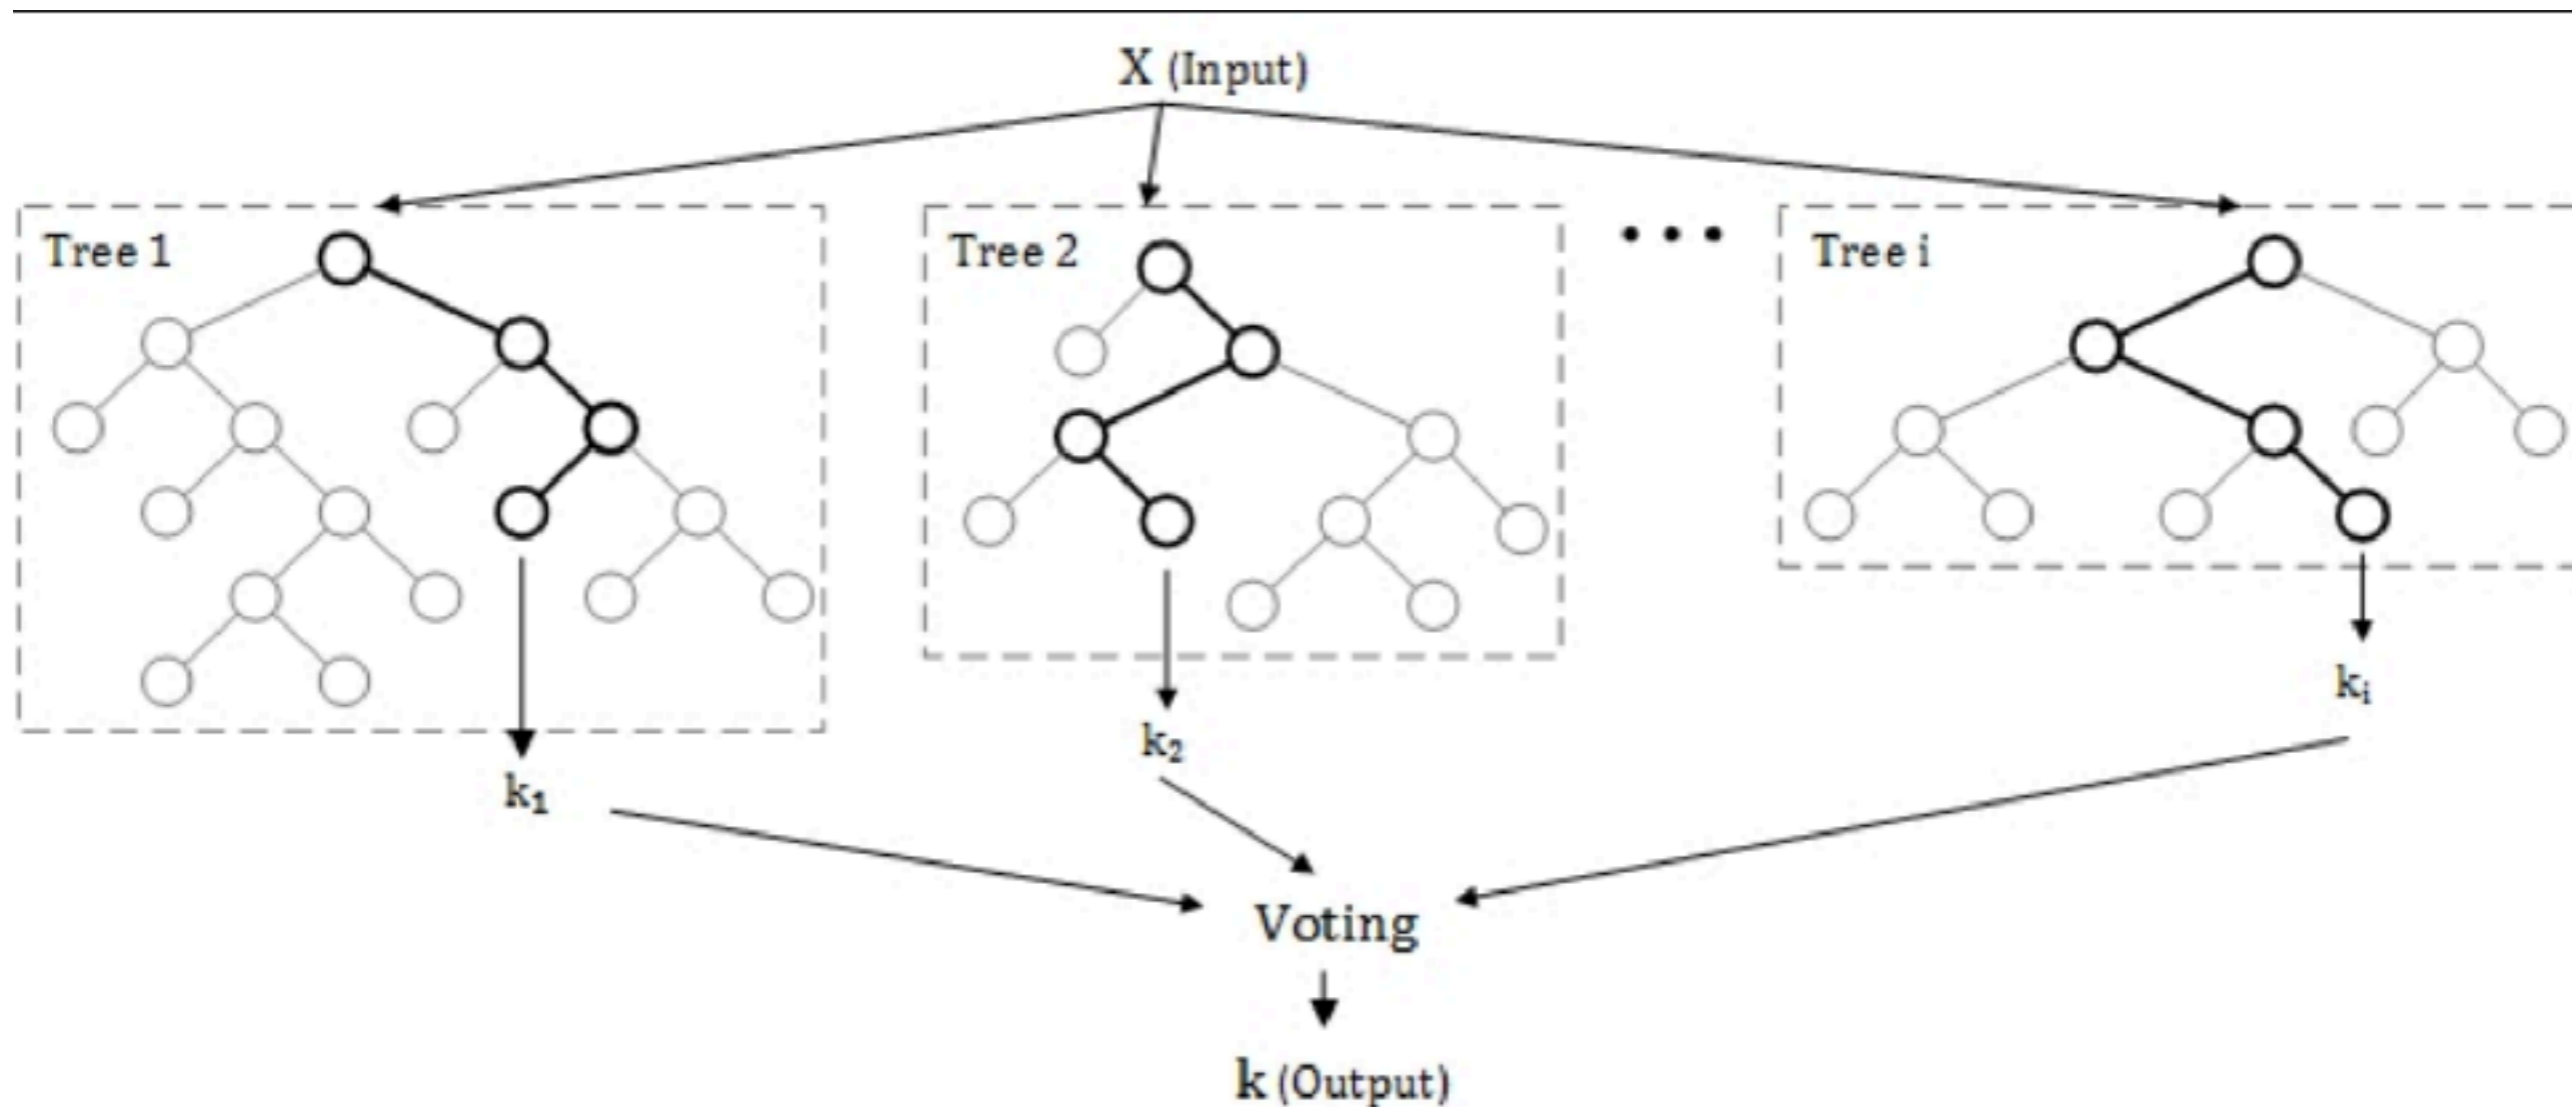 X (Input)
Tree 1
Tree 2
• • •
Tree i
k₁
k₂
kᵢ
Voting
k (Output)